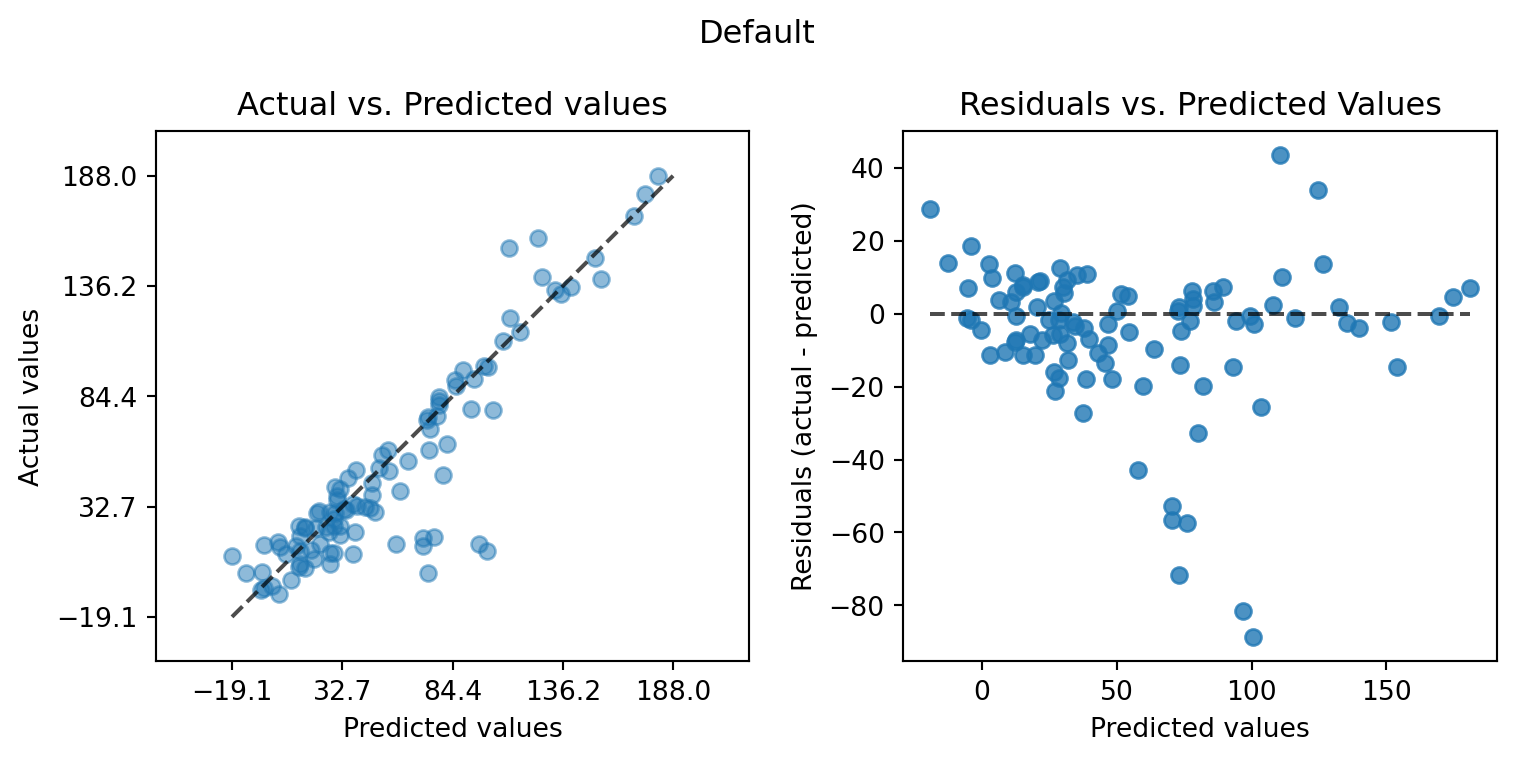 Default
Actual vs. Predicted values
Actual values
188.0
136.2
84.4
32.7
−19.1
−19.1 32.7 84.4 136.2 188.0
Predicted values
Residuals vs. Predicted Values
Residuals (actual - predicted)
40
20
0
−20
−40
−60
−80
0 50 100 150
Predicted values